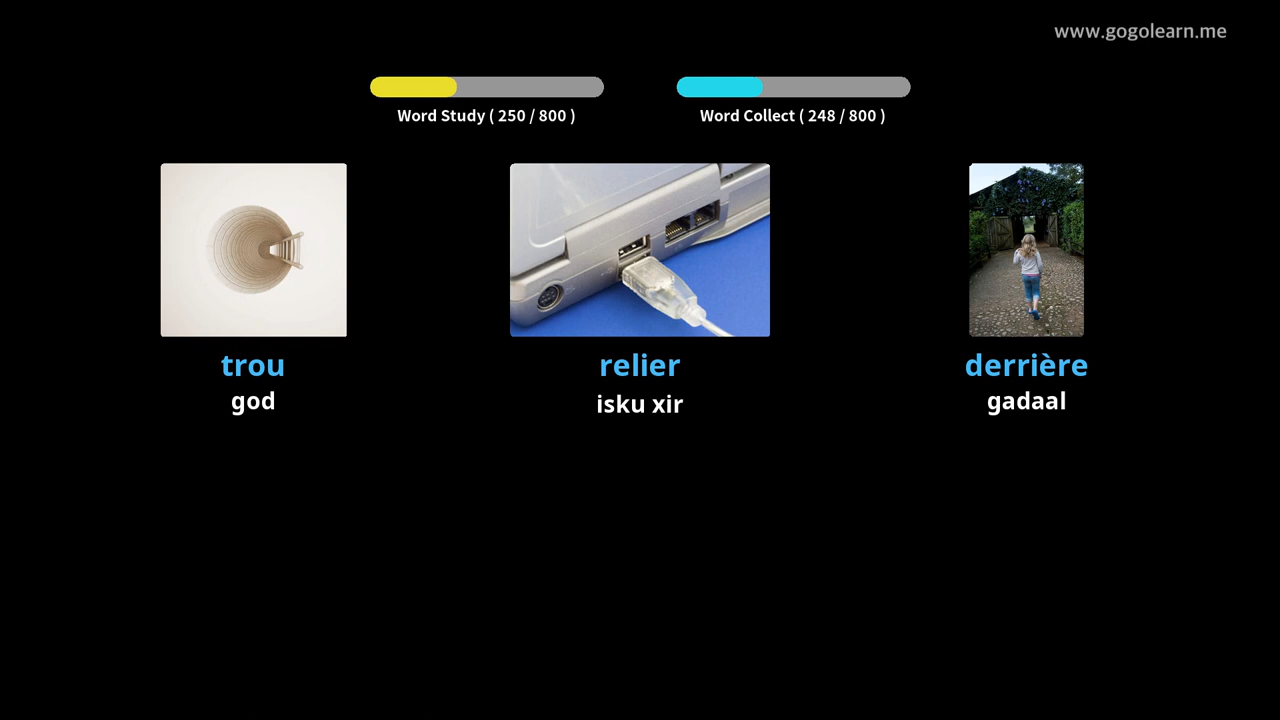 www.gogolearn.me
Word Study ( 250 / 800 )
Word Collect ( 248 / 800 )
trou
god
relier
isku xir
derrière
gadaal